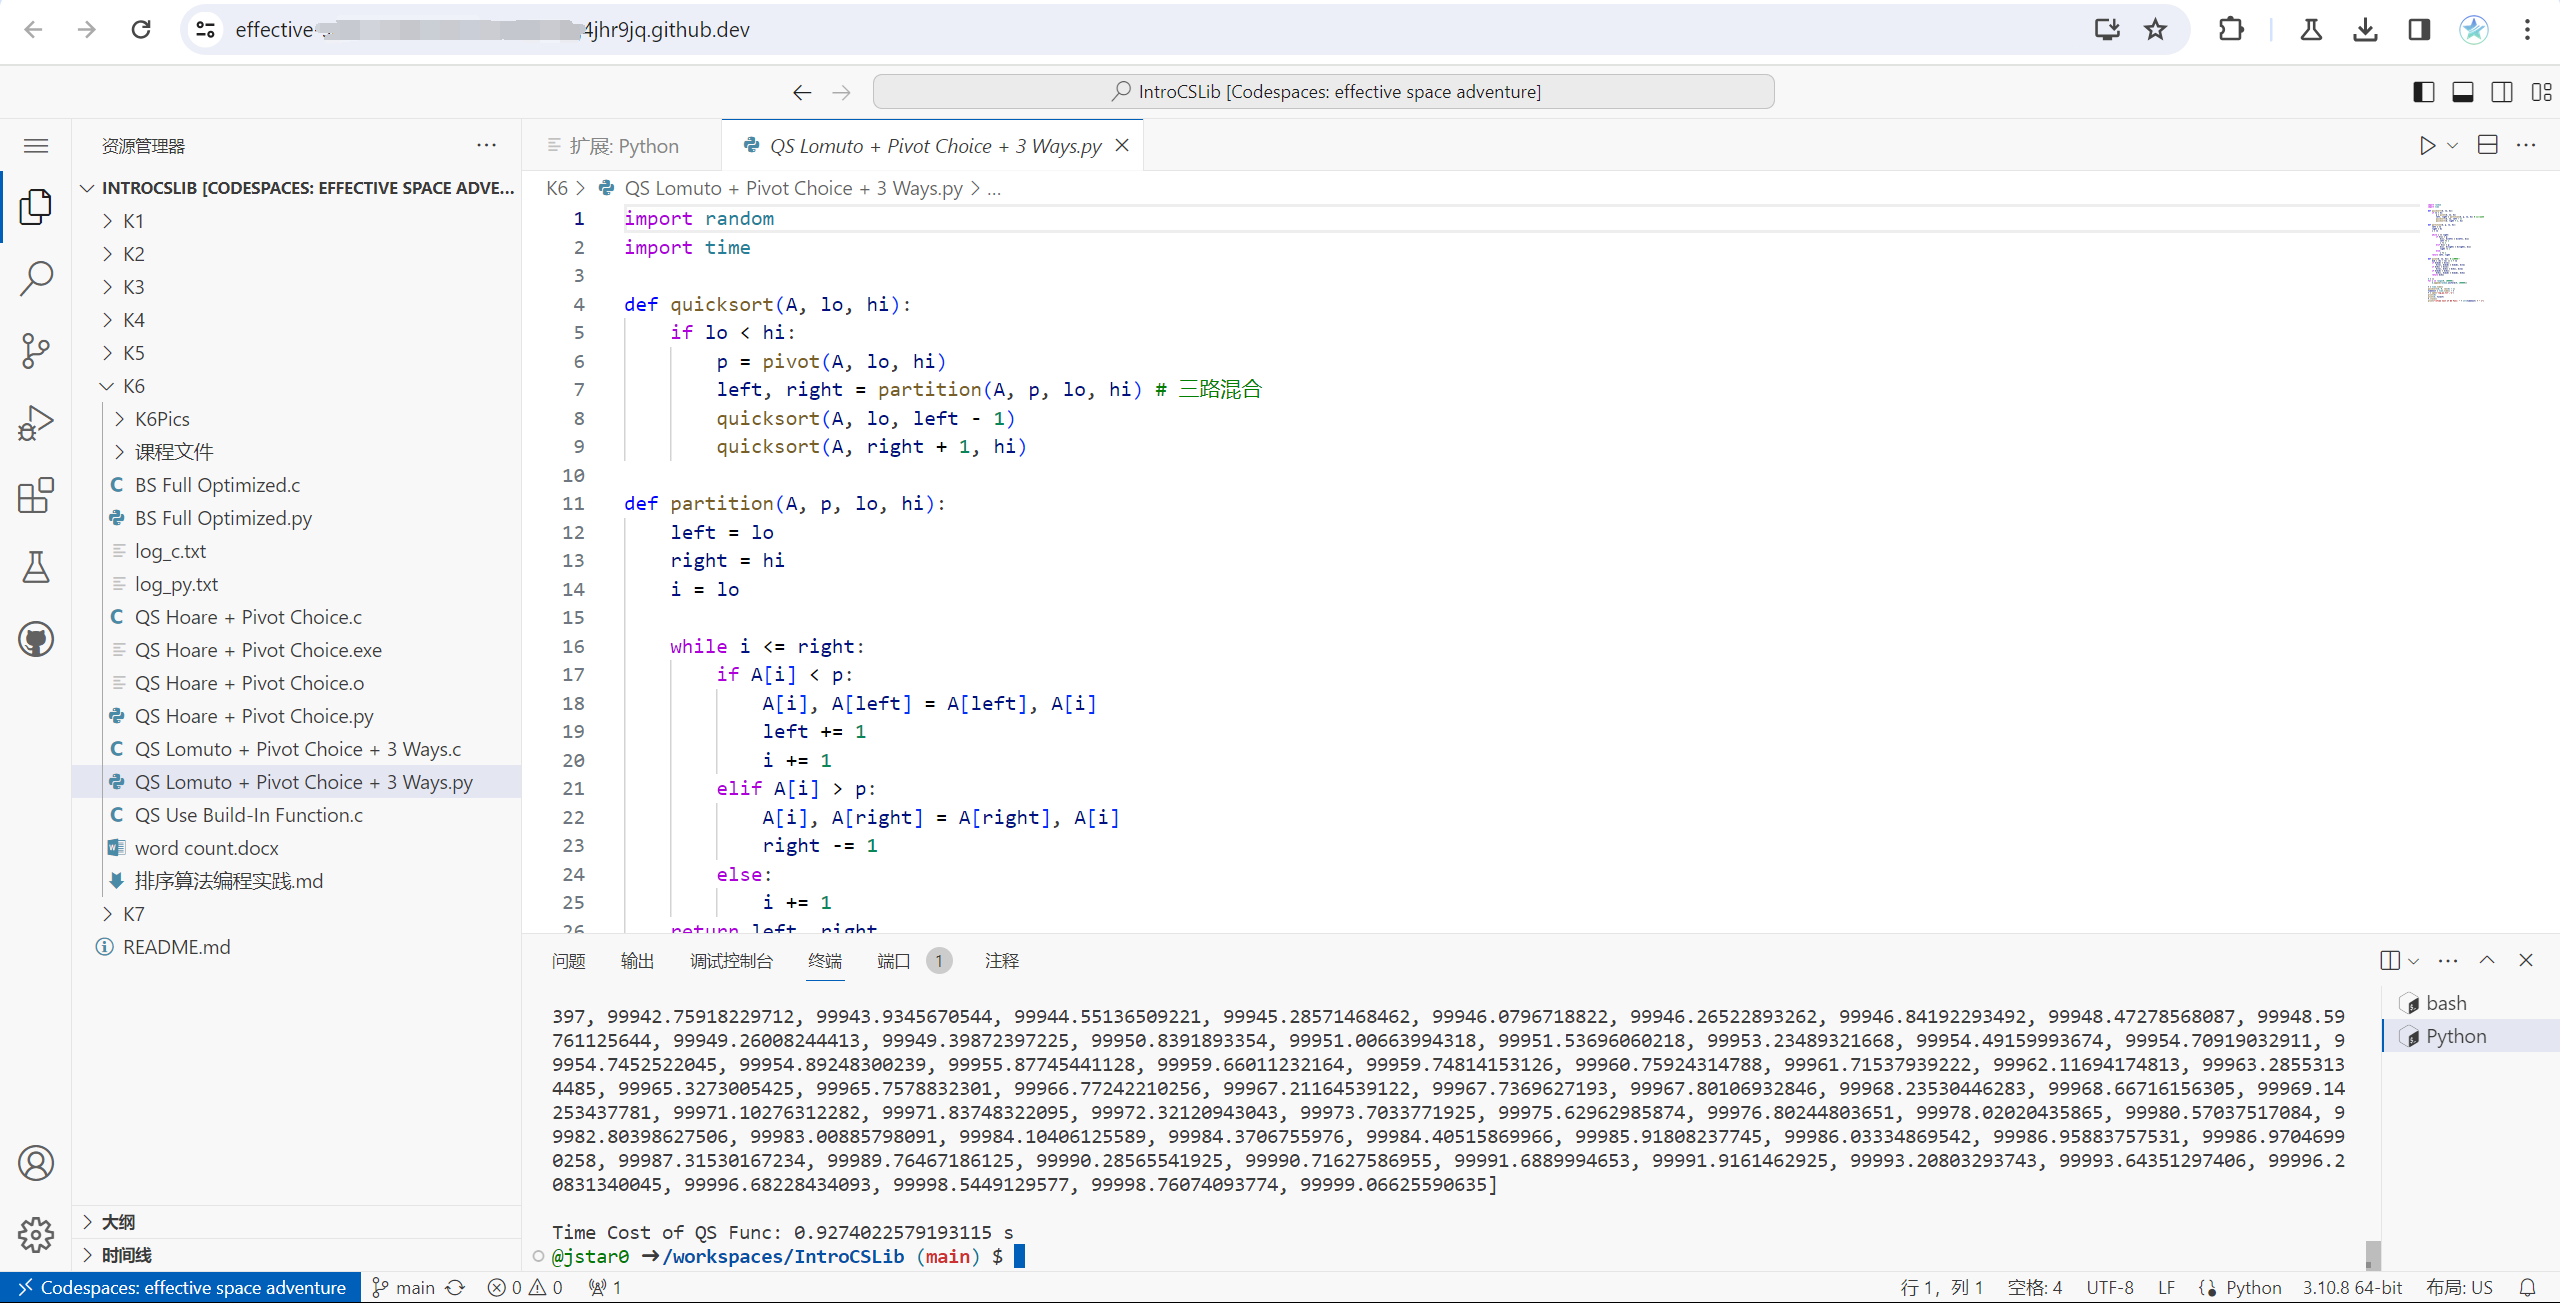 effective-
4jhr9jq.github.dev
IntroCSLib [Codespaces: effective space adventure]
资源管理器
INTROCSLIB [CODESPACES: EFFECTIVE SPACE ADVE...
K1
K2
K3
K4
K5
K6
K6Pics
课程文件
BS Full Optimized.c
BS Full Optimized.py
log_c.txt
log_py.txt
QS Hoare + Pivot Choice.c
QS Hoare + Pivot Choice.exe
QS Hoare + Pivot Choice.o
QS Hoare + Pivot Choice.py
QS Lomuto + Pivot Choice + 3 Ways.c
QS Lomuto + Pivot Choice + 3 Ways.py
QS Use Build-In Function.c
word count.docx
排序算法编程实践.md
K7
README.md
大纲
时间线
扩展: Python
QS Lomuto + Pivot Choice + 3 Ways.py
K6 > QS Lomuto + Pivot Choice + 3 Ways.py > ...
1 import random
2 import time
3
4 def quicksort(A, lo, hi):
5 if lo < hi:
6 p = pivot(A, lo, hi)
7 left, right = partition(A, p, lo, hi) # 三路混合
8 quicksort(A, lo, left - 1)
9 quicksort(A, right + 1, hi)
10
11 def partition(A, p, lo, hi):
12 left = lo
13 right = hi
14 i = lo
15
16 while i <= right:
17 if A[i] < p:
18 A[i], A[left] = A[left], A[i]
19 left += 1
20 i += 1
21 elif A[i] > p:
22 A[i], A[right] = A[right], A[i]
23 right -= 1
24 else:
25 i += 1
26 return left, right
问题 输出 调试控制台 终端 端口 1 注释
397, 99942.75918229712, 99943.9345670544, 99944.55136509221, 99945.28571468462, 99946.0796718822, 99946.26522893262, 99946.84192293492, 99948.47278568087, 99948.59
761125644, 99949.26008244413, 99949.39872397225, 99950.8391893354, 99951.00663994318, 99951.53696060218, 99953.23489321668, 99954.49159993674, 99954.70919032911, 99
9954.7452522045, 99954.89248300239, 99955.87745441128, 99959.66011232164, 99959.74814153126, 99960.75924314788, 99961.71537939222, 99962.11694174813, 99963.2855313
4485, 99965.3273005425, 99965.7578832301, 99966.77242210256, 99967.21164539122, 99967.7369627193, 99967.80106932846, 99968.23530446283, 99968.66716156305, 99969.14
253437781, 99971.10276312282, 99971.83748322095, 99972.32120943043, 99973.7033771925, 99975.62962985874, 99976.80244803651, 99978.02020435865, 99980.57037517084, 99
9982.80398627506, 99983.00885798091, 99984.10406125589, 99984.3706755976, 99984.40515869966, 99985.91808237745, 99986.03334869542, 99986.95883757531, 99986.9704699
0258, 99987.31530167234, 99989.76467186125, 99990.28565541925, 99990.71627586955, 99991.6889994653, 99991.9161462925, 99993.20803293743, 99993.64351297406, 99996.2
0831340045, 99996.68228434093, 99998.5449129577, 99998.76074093774, 99999.06625590635]
Time Cost of QS Func: 0.9274022579193115 s
@jstar0 ➜/workspaces/IntroCSLib (main) $
bash
Python
Codespaces: effective space adventure main 0 0 1
行 1，列 1 空格: 4 UTF-8 LF Python 3.10.8 64-bit 布局: US